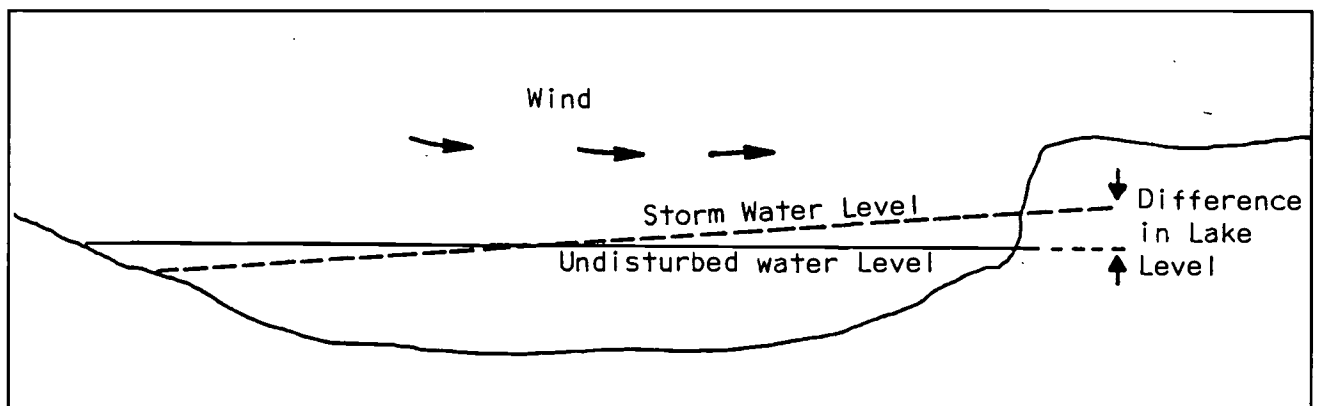 Wind
Storm Water Level
Undisturbed water Level
Difference
in Lake
Level